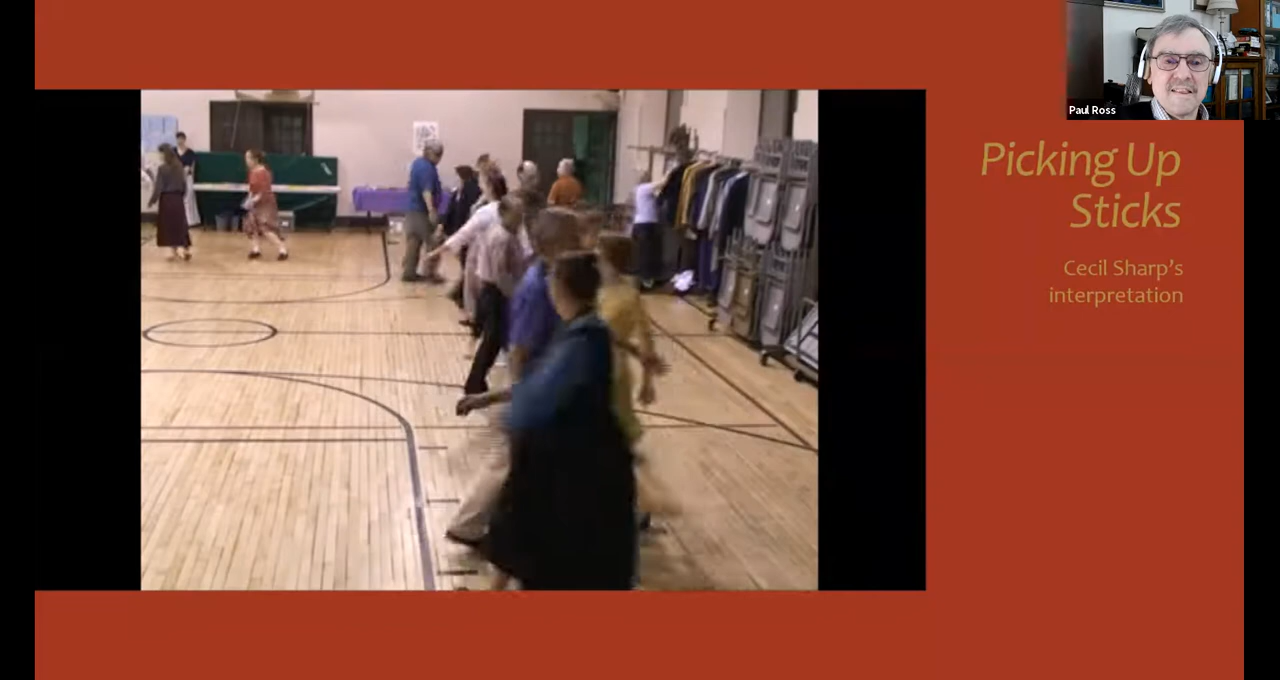 Paul Ross
Picking Up
Sticks
Cecil Sharp's
interpretation